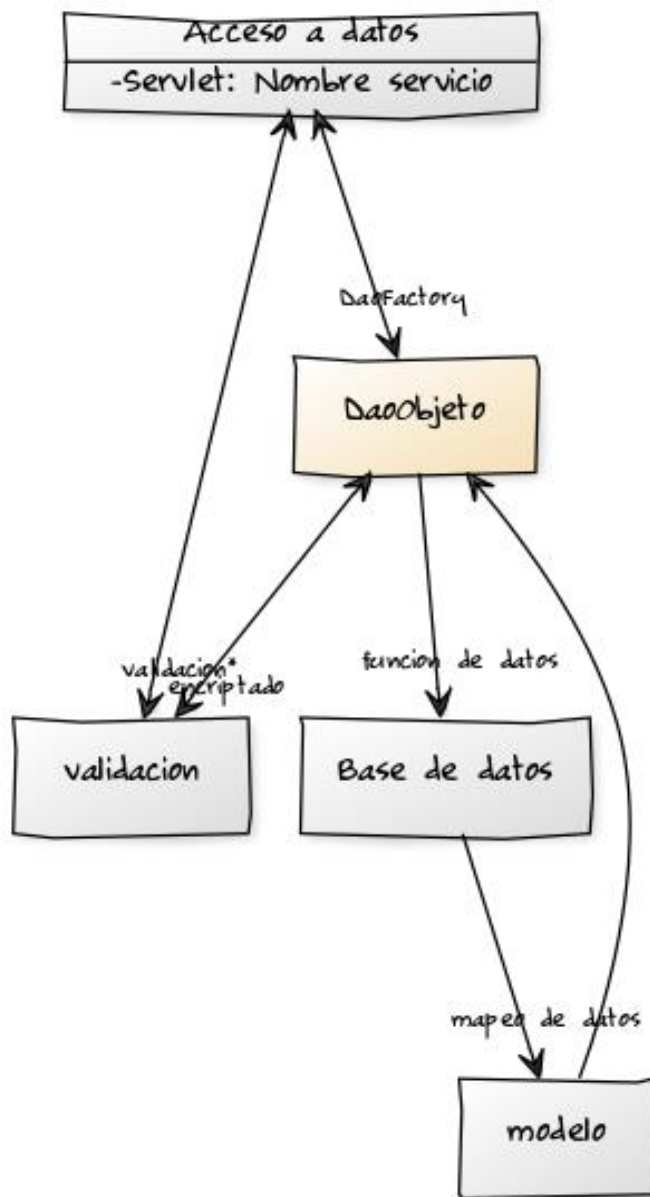 Acceso a datos
-Servlet: Nombre servicio
DaoFactory
DaoObjeto
validacion*
funcion de datos
encriptado
validacion
Base de datos
mapeo de datos
modelo